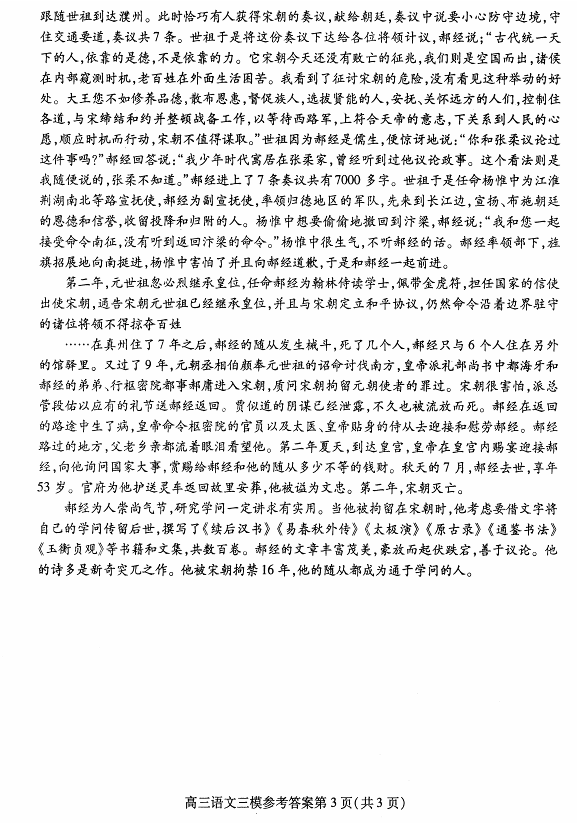 跟随世祖到达濮州。此时恰巧有人获得宋朝的奏议,献给朝廷,奏议中说要小心防守边境,守
住交通要道,奏议共7条。世祖于是将这份奏议下达给各位将领计议,郝经说:“古代统一天
下的人,依靠的是德,不是依靠的力。它宋朝今天还没有败亡的征兆,我们则是空国而出,诸侯
在内部窥测时机,老百姓在外面生活困苦。我看到了征讨宋朝的危险,没有看见这种举动的好
处。大王您不如修养品德,散布恩惠,督促族人,选拔贤能的人,安抚、关怀远方的人们,控制住
各道,与宋缔结和约并整顿战备工作,以等待西路军,上符合天帝的意志,下关系到人民的心
愿,顺应时机而行动,宋朝不值得谋取。”世祖因为郝经是儒生,便惊讶地说:“你和张柔议论过
这件事吗?”郝经回答说:“我少年时代寓居在张柔家,曾经听到过他议论政事。这个看法则是
我随便说的,张柔不知道。”郝经进上了7条奏议共有7000多字。世祖于是任命杨惟中为江淮
荆湖南北等路宣抚使,郝经为副宣抚使,率领归德地区的军队,先来到长江边,宣扬、布施朝廷
的恩德和信誉,收留投降和归附的人。杨惟中想要偷偷地撤回到汴梁,郝经说:“我和您一起
接受命令南征,没有听到返回汴梁的命令。”杨惟中很生气,不听郝经的话。郝经率领部下,旌
旗招展地向南挺进,杨惟中害怕了并且向郝经道歉,于是和郝经一起前进。
第二年,元世祖忽必烈继承皇位,任命郝经为翰林侍读学士,佩带金虎符,担任国家的信使
出使宋朝,通告宋朝元世祖已经继承皇位,并且与宋朝定立和平协议,仍然命令沿着边界驻守
的诸位将领不得掠夺百姓
……在真州住了7年之后,郝经的随从发生械斗,死了几个人,郝经只与6个人住在另外
的馆驿里。又过了9年,元朝丞相伯颜奉元世祖的诏命讨伐南方,皇帝派礼部尚书中都海牙和
郝经的弟弟、行枢密院都事郝庸进入宋朝,质问宋朝拘留元朝使者的罪过。宋朝很害怕,派总
管段佑以应有的礼节送郝经返回。贾似道的阴谋已经泄露,不久也被流放而死。郝经在返回
的路途中生了病,皇帝命令枢密院的官员以及太医、皇帝贴身的侍从去迎接和慰劳郝经。郝经
路过的地方,父老乡亲都流着眼泪看望他。第二年夏天,到达皇宫,皇帝在皇宫内赐宴迎接郝
经,向他询问国家大事,赏赐给郝经和他的随从多少不等的钱财。秋天的7月,郝经去世,享年
53岁。官府为他护送灵车返回故里安葬,他被谥为文忠。第二年,宋朝灭亡。
郝经为人崇尚气节,研究学问一定讲求有实用。当他被拘留在宋朝时,他考虑要借文字将
自己的学问传留后世,撰写了《续后汉书》《易春秋外传》《太极演》《原古录》《通鉴书法》
《玉衡贞观》等书籍和文集,共数百卷。郝经的文章丰富茂美,豪放而起伏跌宕,善于议论。他
的诗多是新奇突兀之作。他被宋朝拘禁16年,他的随从都成为通于学问的人。
高三语文三模参考答案第3页(共3页)